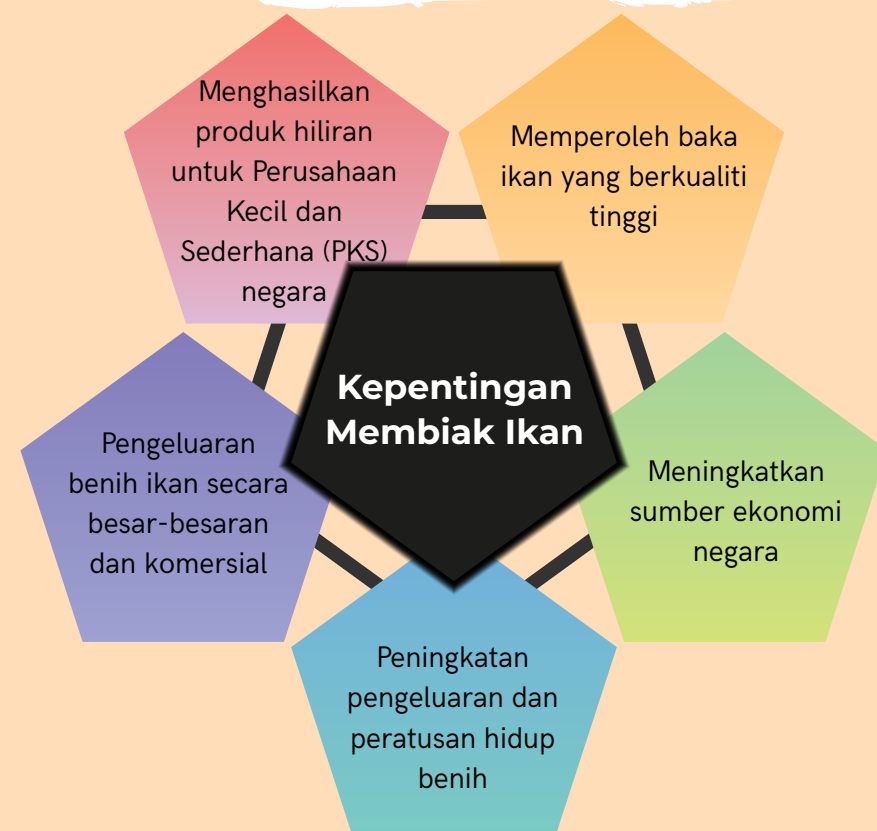 Menghasilkan
produk hiliran
untuk Perusahaan
Kecil dan
Sederhana (PKS)
negara
Memperoleh baka
ikan yang berkualiti
tinggi
Kepentingan
Membiak Ikan
Pengeluaran
benih ikan secara
besar-besaran
dan komersial
Meningkatkan
sumber ekonomi
negara
Peningkatan
pengeluaran dan
peratusan hidup
benih